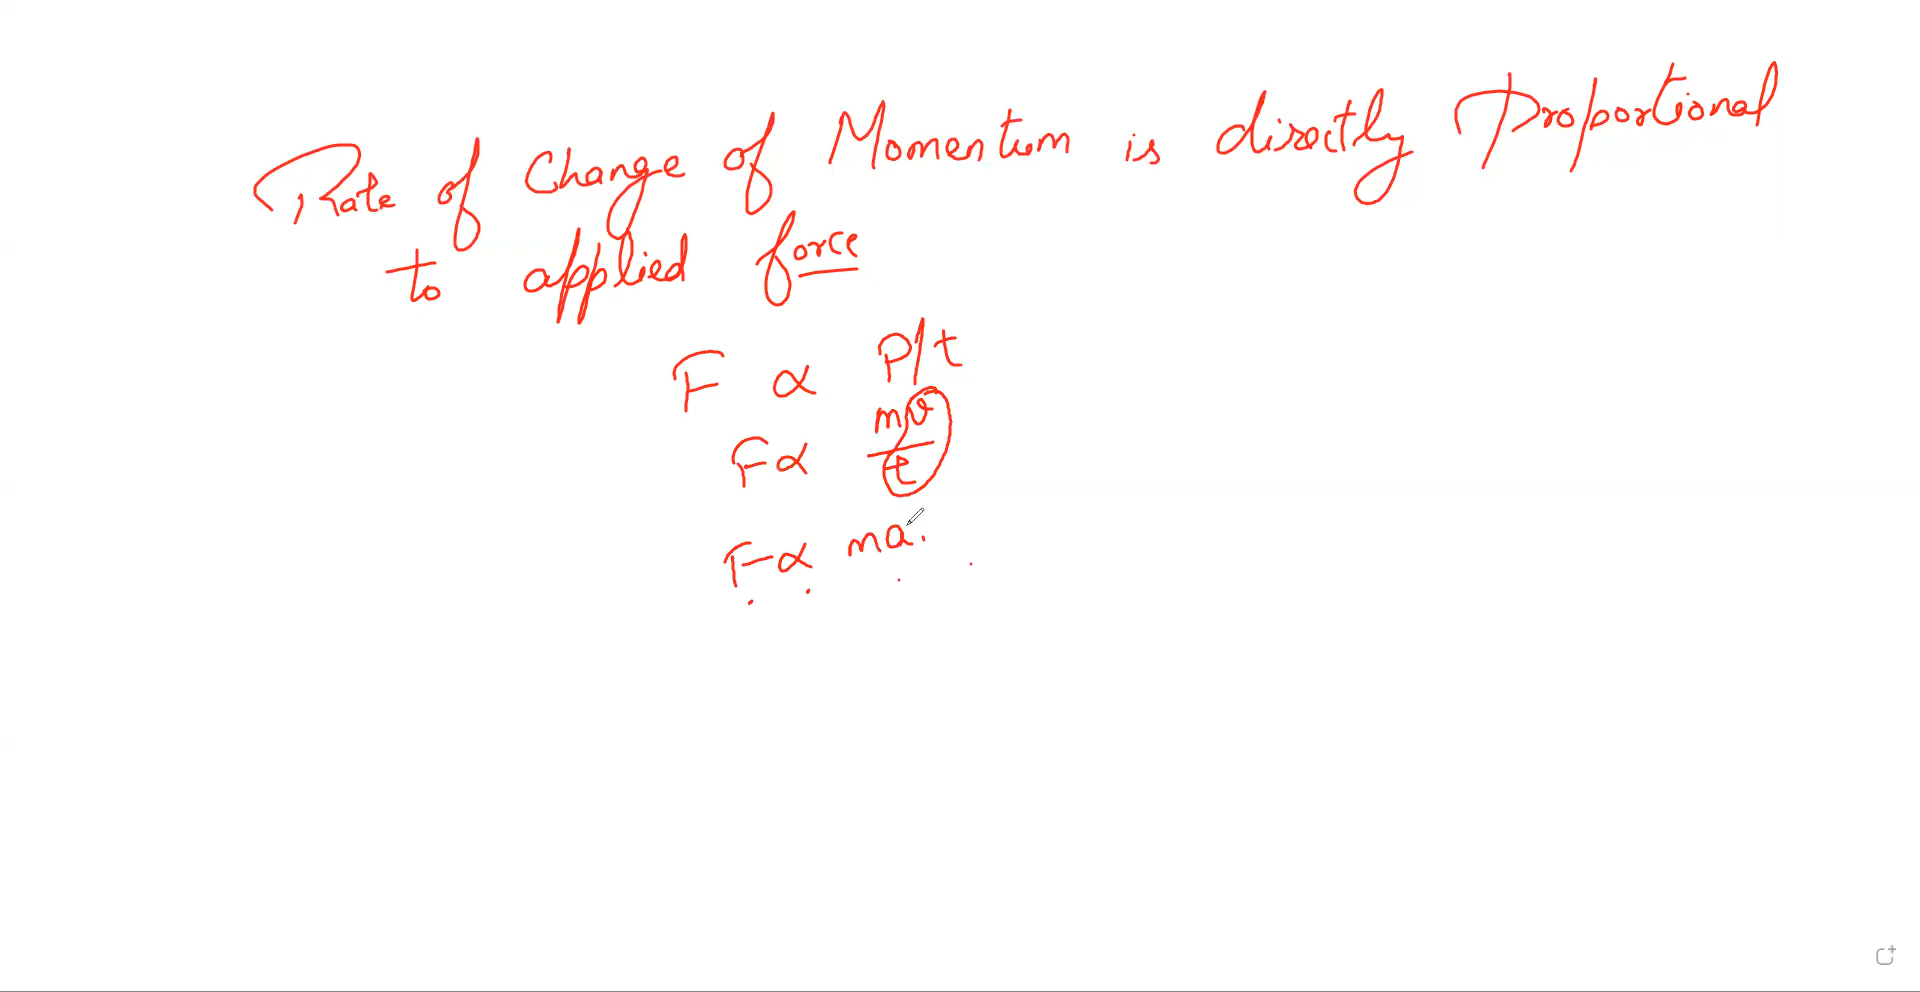 Rate of Change of Momentum is directly Proportional
to applied force
F ∝ P/t
F ∝ mv/t
F ∝ ma.